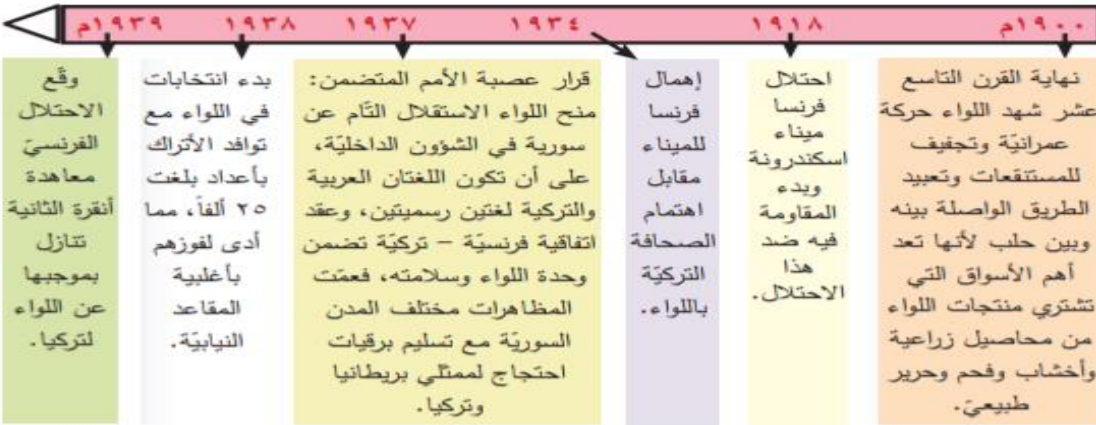 ١٩٠٠م
١٩١٨
١٩٣٤
١٩٣٧
١٩٣٨
١٩٣٩م
نهاية القرن التاسع
عشر شهد اللواء حركة
عمرانيّة وتجفيف
للمستنقعات وتعبيد
الطريق الواصلة بينه
وبين حلب لأنها تعد
أهم الأسواق التي
تشتري منتجات اللواء
من محاصيل زراعية
وأخشاب وفحم وحرير
طبيعيّ.
احتلال
فرنسا
ميناء
اسكندرونة
وبدء
المقاومة
فيه ضد
هذا
الاحتلال.
إهمال
فرنسا
للميناء
مقابل
اهتمام
الصحافة
التركيّة
باللواء.
قرار عصبة الأمم المتضمن:
منح اللواء الاستقلال التّام عن
سورية في الشؤون الداخليّة،
على أن تكون اللغتان العربية
والتركية لغتين رسميتين، وعقد
اتفاقية فرنسيّة – تركيّة تضمن
وحدة اللواء وسلامته، فعمّت
المظاهرات مختلف المدن
السوريّة مع تسليم برقيات
احتجاج لممثلي بريطانيا
وتركيا.
بدء انتخابات
في اللواء مع
توافد الأتراك
بأعداد بلغت
٢٥ ألفاً، مما
أدى لفوزهم
بأغلبية
المقاعد
النيابيّة.
وقّع
الاحتلال
الفرنسيّ
معاهدة
أنقرة الثانية
تنازل
بموجبها
عن اللواء
لتركيا.